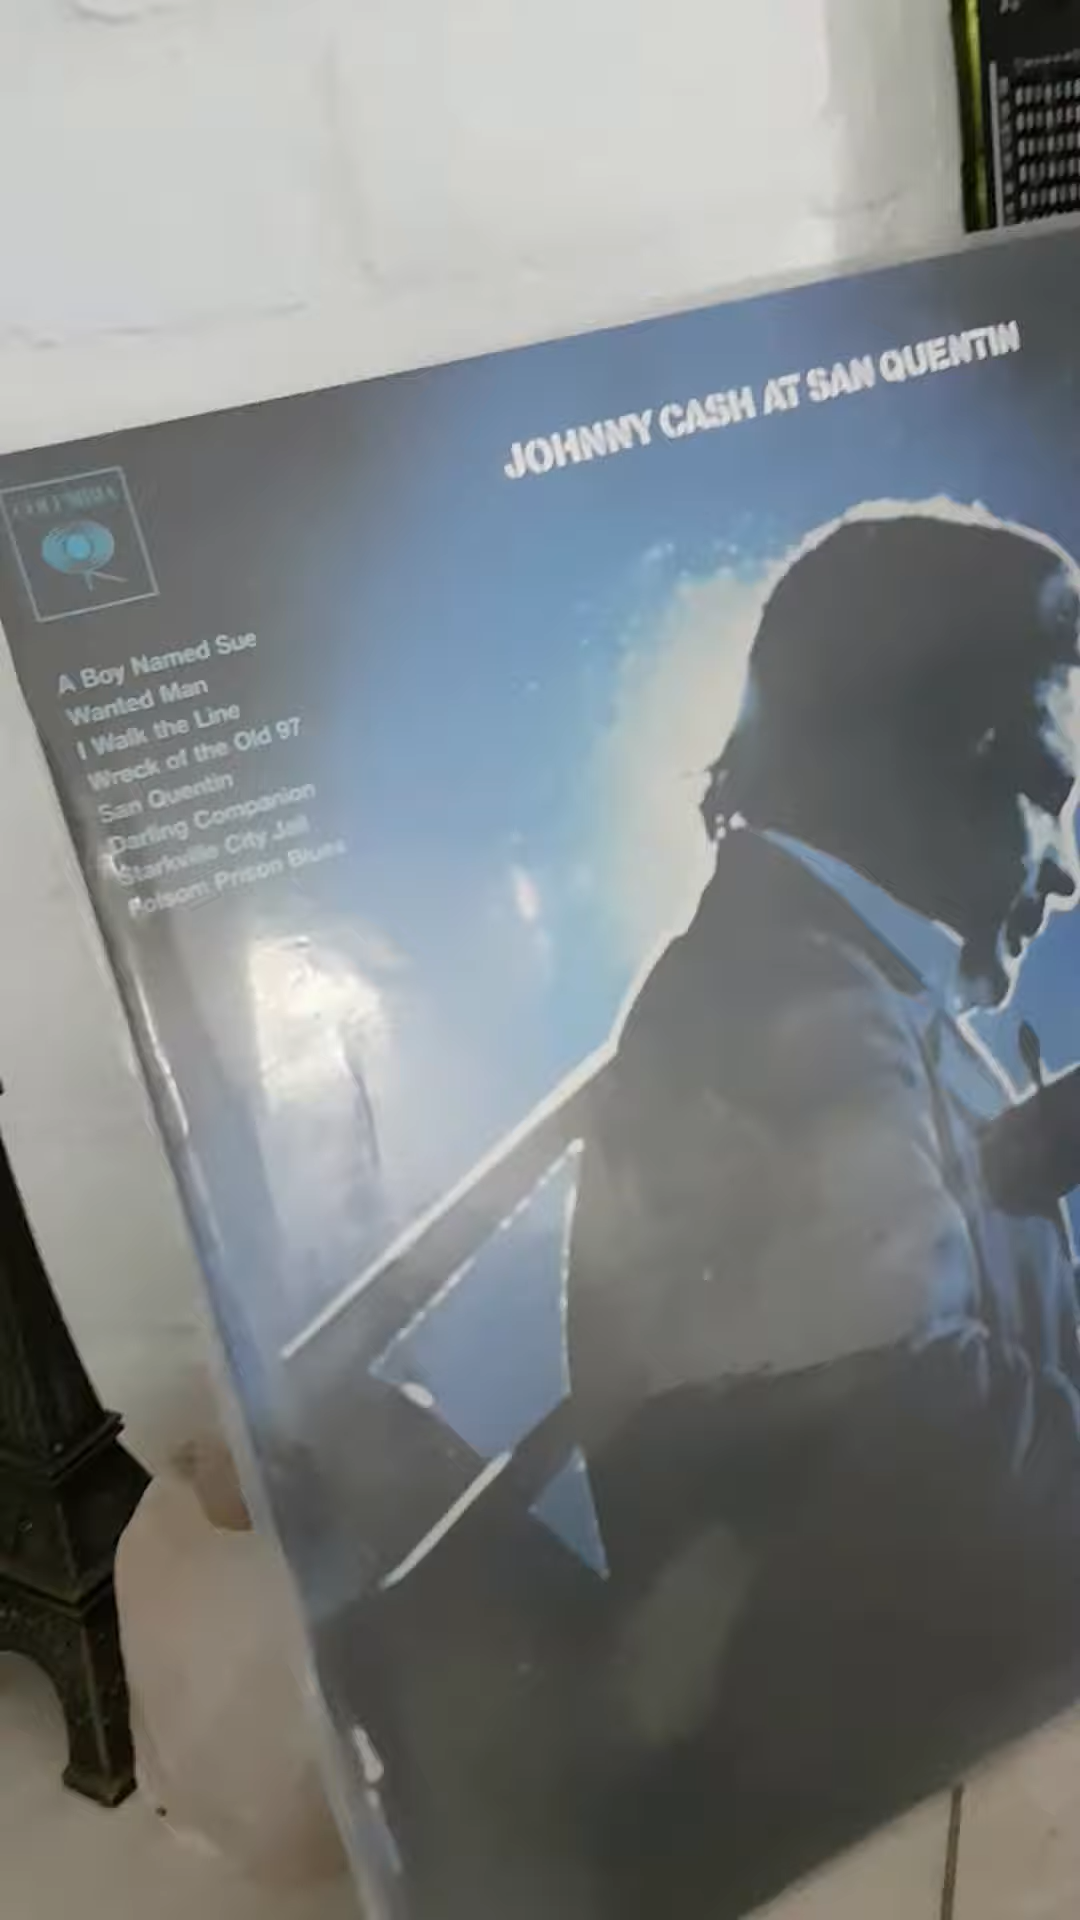 JOHNNY CASH AT SAN QUENTIN
COLUMBIA
A Boy Named Sue
Wanted Man
I Walk the Line
Wreck of the Old 97
San Quentin
Darling Companion
Starkville City Jail
Folsom Prison Blues